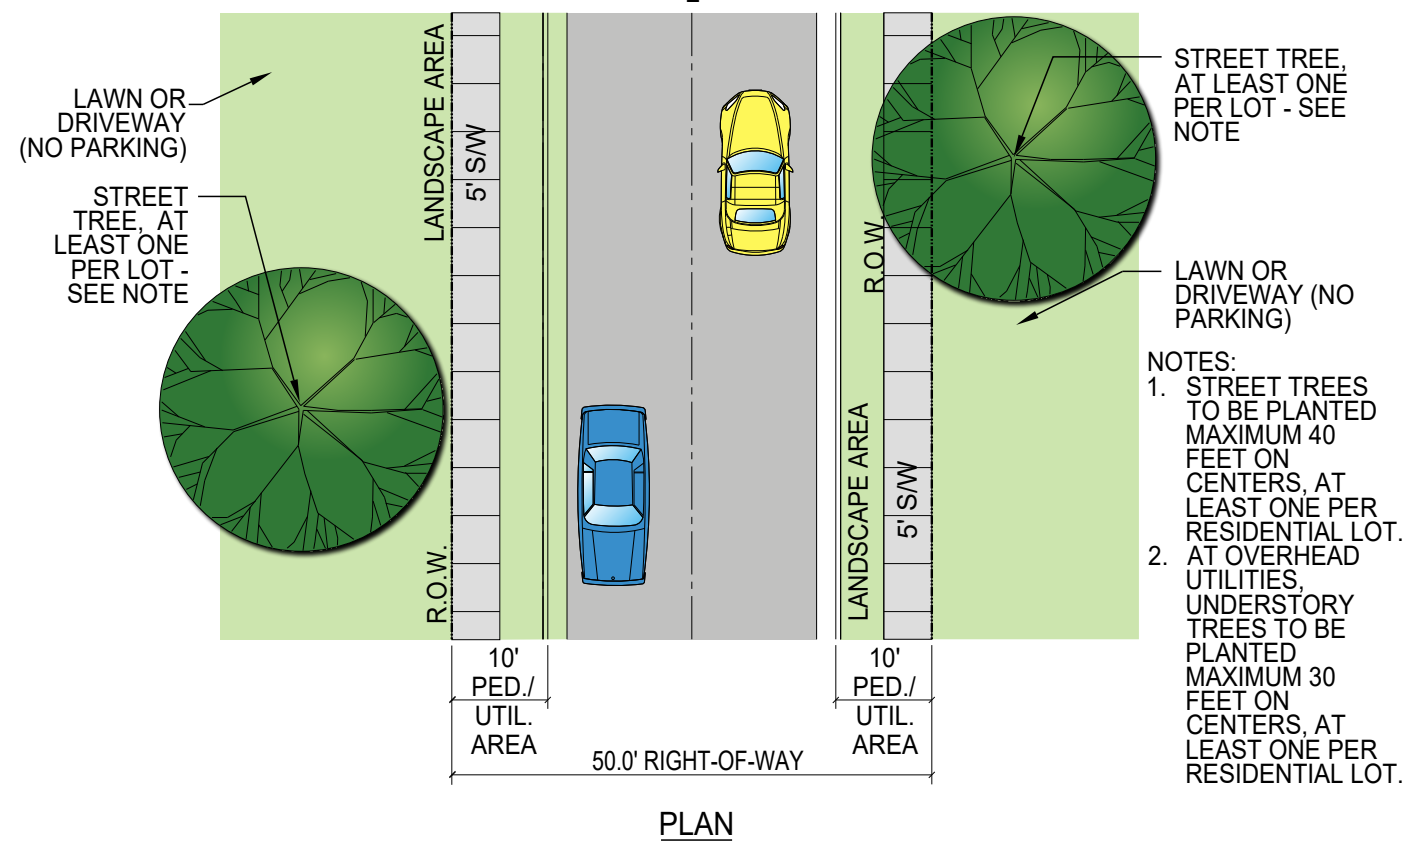 LAWN OR
DRIVEWAY
(NO PARKING)
STREET
TREE, AT
LEAST ONE
PER LOT -
SEE NOTE
LANDSCAPE AREA
5' S/W
R.O.W.
R.O.W.
LANDSCAPE AREA
5' S/W
STREET TREE,
AT LEAST ONE
PER LOT - SEE
NOTE
LAWN OR
DRIVEWAY (NO
PARKING)
NOTES:
1. STREET TREES
TO BE PLANTED
MAXIMUM 40
FEET ON
CENTERS, AT
LEAST ONE PER
RESIDENTIAL LOT.
2. AT OVERHEAD
UTILITIES,
UNDERSTORY
TREES TO BE
PLANTED
MAXIMUM 30
FEET ON
CENTERS, AT
LEAST ONE PER
RESIDENTIAL LOT.
10'
PED./
UTIL.
AREA
10'
PED./
UTIL.
AREA
50.0' RIGHT-OF-WAY
PLAN